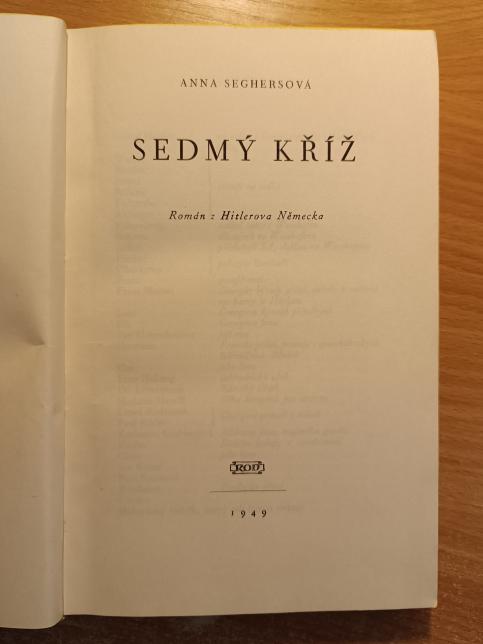 ANNA SEGHERSOVÁ
SEDMÝ KŘÍŽ
Román z Hitlerova Německa
ROD
1949